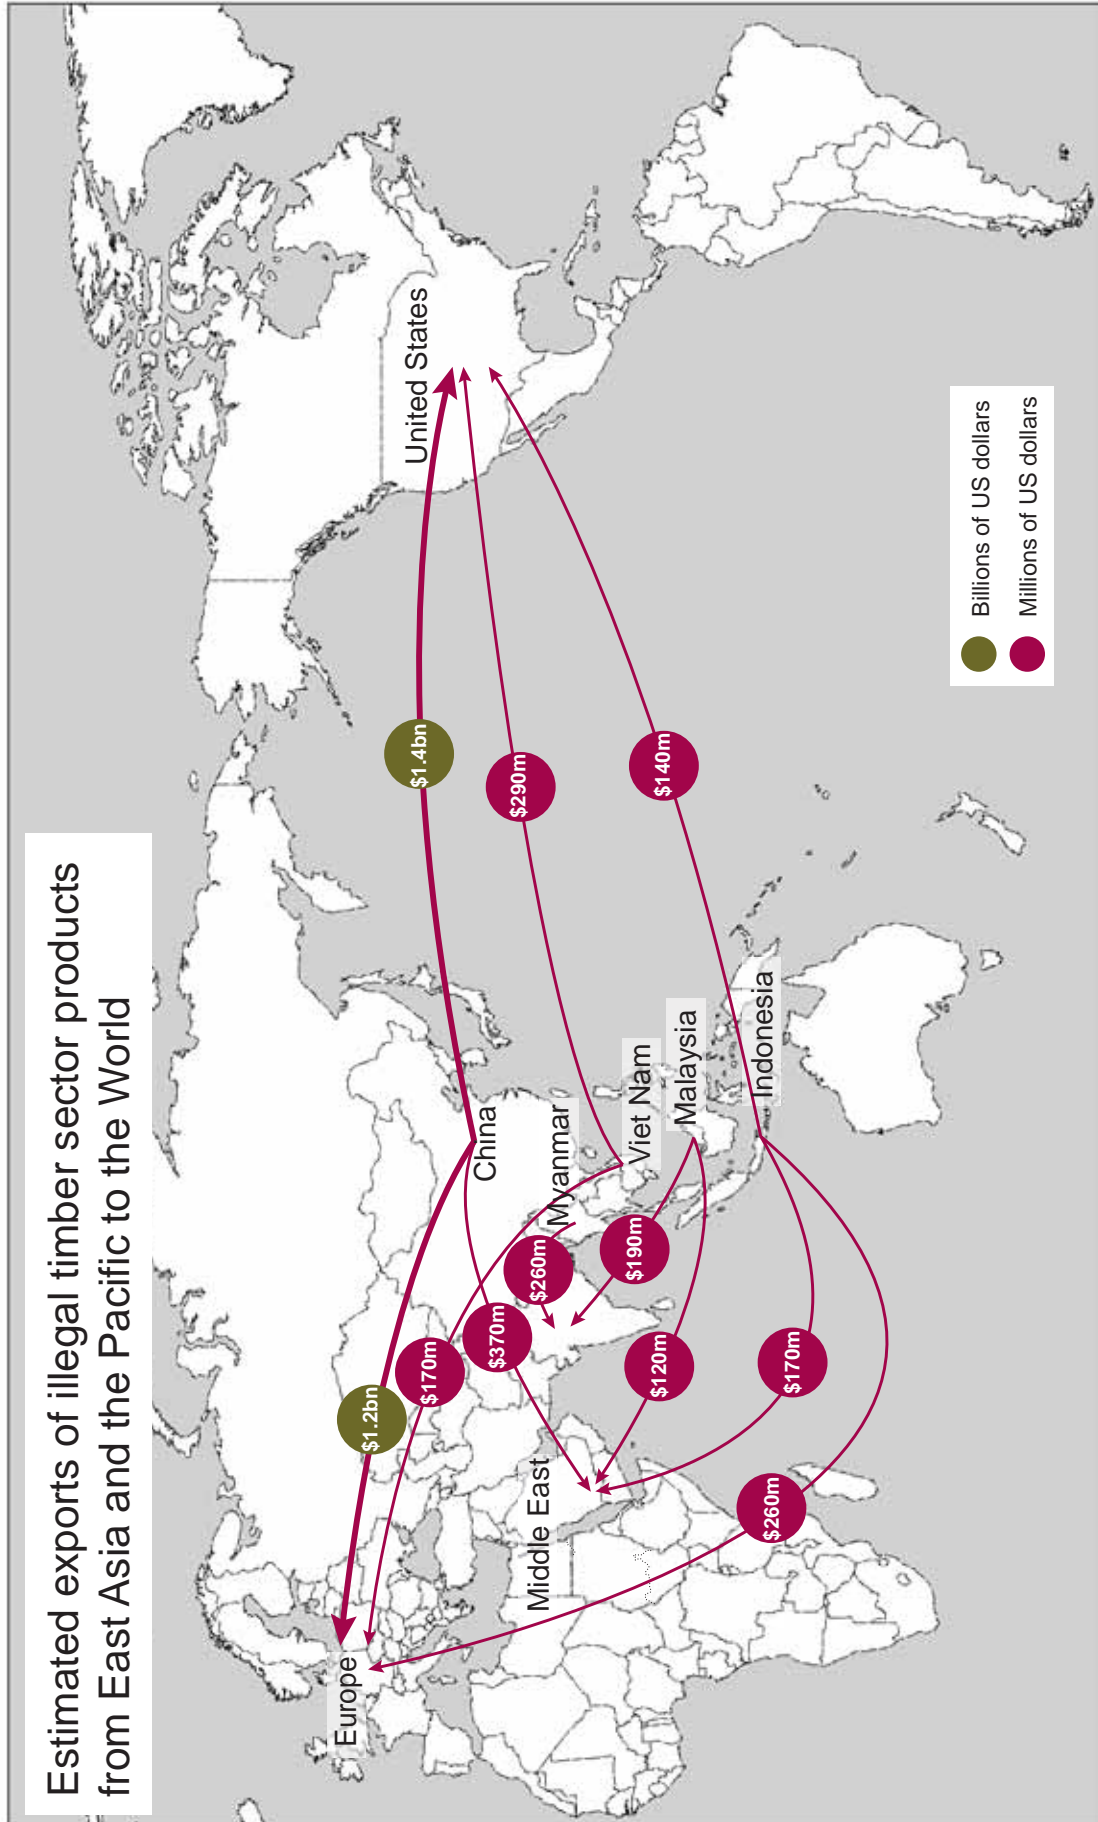 Estimated exports of illegal timber sector products
from East Asia and the Pacific to the World
Europe
Middle East
China
Myanmar
Viet Nam
Malaysia
Indonesia
United States
$1.2bn
$170m
$370m
$260m
$190m
$120m
$170m
$260m
$1.4bn
$290m
$140m
Billions of US dollars
Millions of US dollars